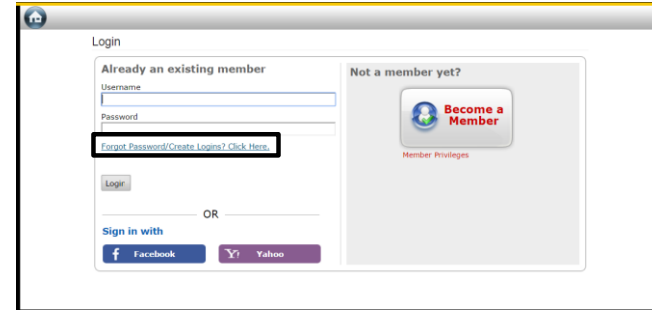 Login
Already an existing member
Username
Password
Forgot Password/Create Logins? Click Here.
Login
OR
Sign in with
f Facebook
Y! Yahoo
Not a member yet?
Become a
Member
Member Privileges